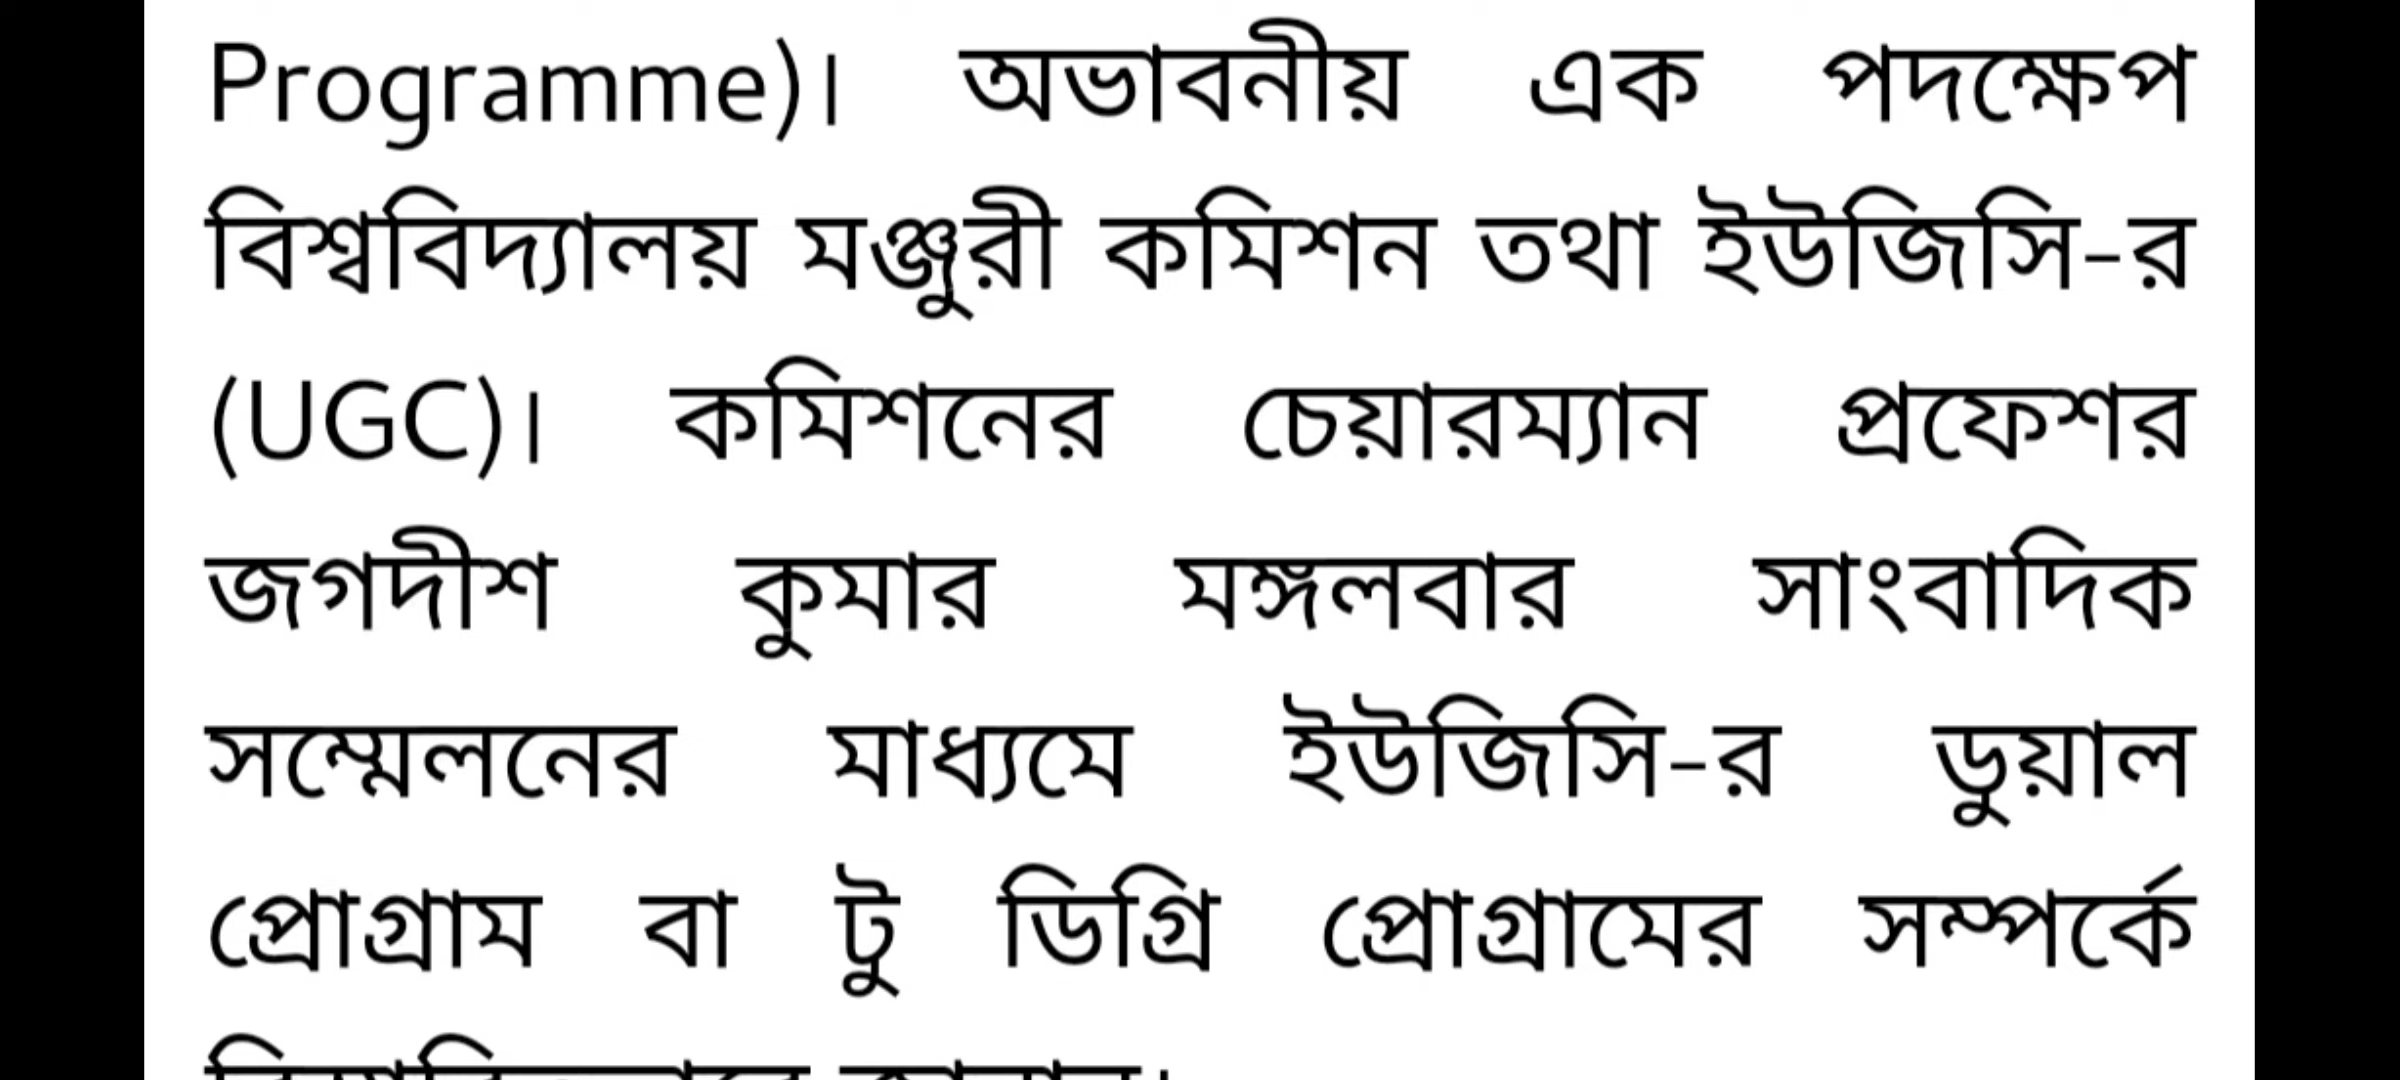 Programme)। অভাবনীয় এক পদক্ষেপ
বিশ্ববিদ্যালয় মঞ্জুরী কমিশন তথা ইউজিসি-র
(UGC)। কমিশনের চেয়ারম্যান প্রফেশর
জগদীশ কুমার মঙ্গলবার সাংবাদিক
সম্মেলনের মাধ্যমে ইউজিসি-র ডুয়াল
প্রোগ্রাম বা টু ডিগ্রি প্রোগ্রামের সম্পর্কে